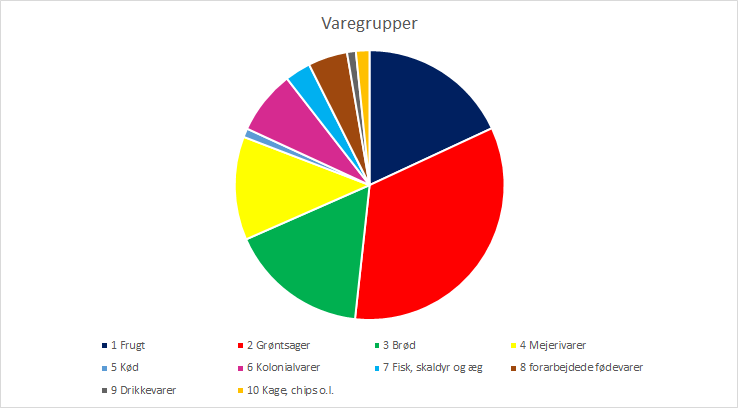 Varegrupper
1 Frugt 2 Grøntsager 3 Brød 4 Mejerivarer
5 Kød 6 Kolonialvarer 7 Fisk, skaldyr og æg 8 forarbejdede fødevarer
9 Drikkevarer 10 Kage, chips o.l.